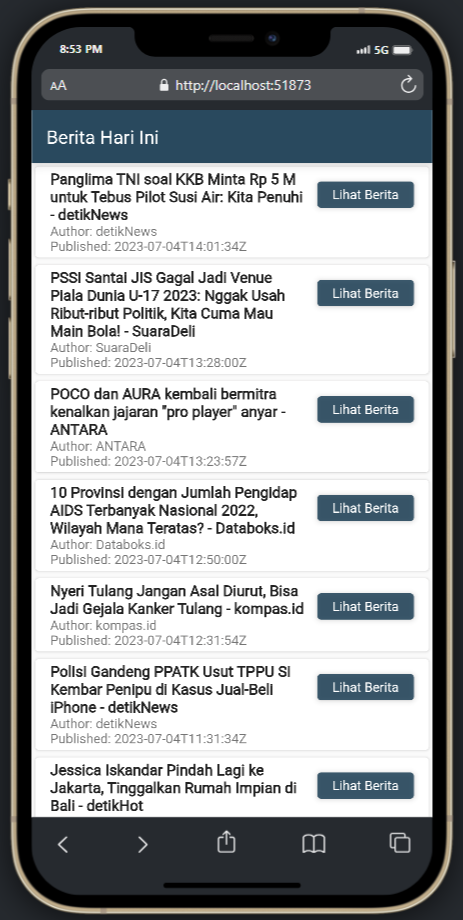 8:53 PM
5G
AA
http://localhost:51873
Berita Hari Ini
Panglima TNI soal KKB Minta Rp 5 M
untuk Tebus Pilot Susi Air: Kita Penuhi
- detikNews
Lihat Berita
Author: detikNews
Published: 2023-07-04T14:01:34Z
PSSI Santai JIS Gagal Jadi Venue
Piala Dunia U-17 2023: Nggak Usah
Ribut-ribut Politik, Kita Cuma Mau
Main Bola! - SuaraDeli
Lihat Berita
Author: SuaraDeli
Published: 2023-07-04T13:28:00Z
POCO dan AURA kembali bermitra
kenalkan jajaran "pro player" anyar -
ANTARA
Lihat Berita
Author: ANTARA
Published: 2023-07-04T13:23:57Z
10 Provinsi dengan Jumlah Pengidap
AIDS Terbanyak Nasional 2022,
Wilayah Mana Teratas? - Databoks.id
Lihat Berita
Author: Databoks.id
Published: 2023-07-04T12:50:00Z
Nyeri Tulang Jangan Asal Diurut, Bisa
Jadi Gejala Kanker Tulang - kompas.id
Lihat Berita
Author: kompas.id
Published: 2023-07-04T12:31:54Z
Polisi Gandeng PPATK Usut TPPU Si
Kembar Penipu di Kasus Jual-Beli
iPhone - detikNews
Lihat Berita
Author: detikNews
Published: 2023-07-04T11:31:34Z
Jessica Iskandar Pindah Lagi ke
Jakarta, Tinggalkan Rumah Impian di
Bali - detikHot
Lihat Berita